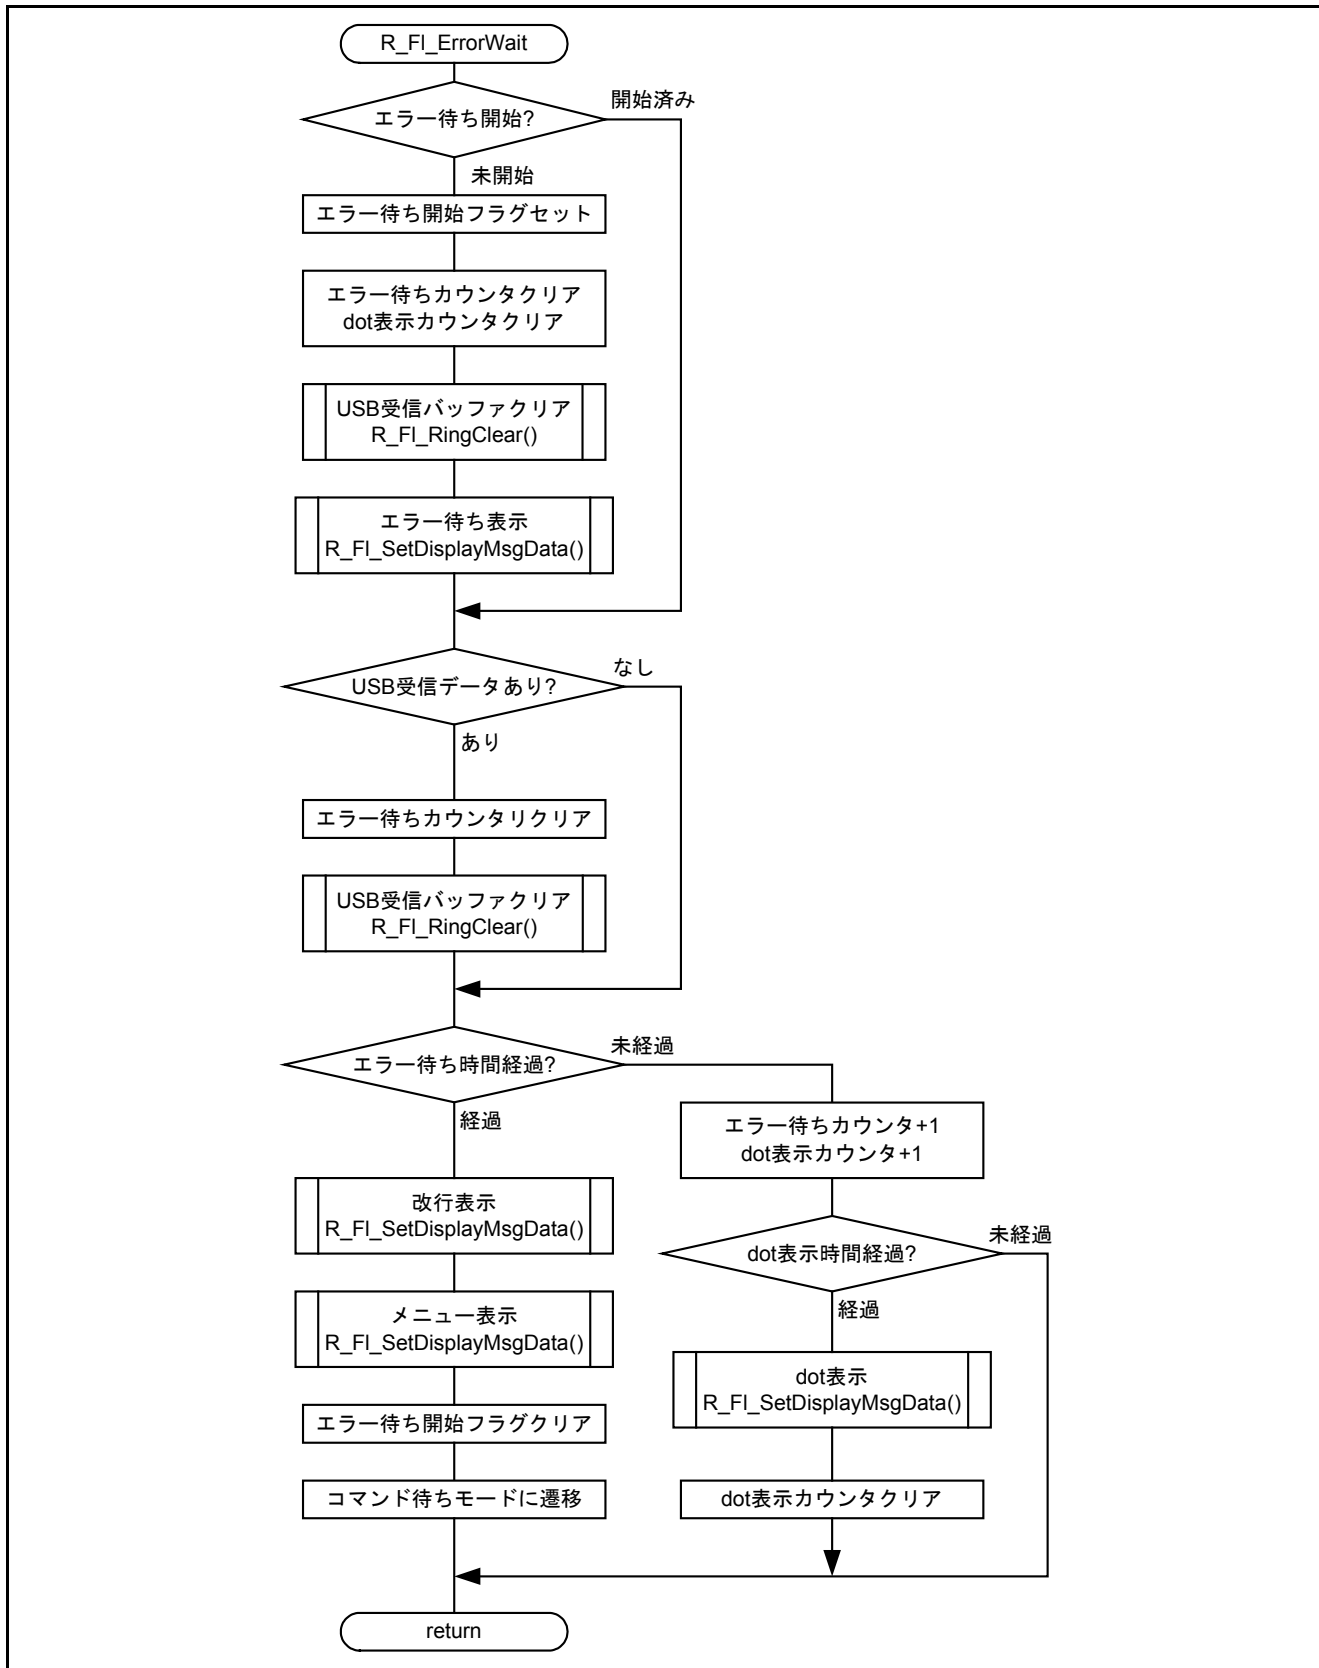 R_Fl_ErrorWait
エラー待ち開始?
開始済み
未開始
エラー待ち開始フラグセット
エラー待ちカウンタクリア
dot表示カウンタクリア
USB受信バッファクリア
R_Fl_RingClear()
エラー待ち表示
R_Fl_SetDisplayMsgData()
USB受信データあり?
なし
あり
エラー待ちカウンタリクリア
USB受信バッファクリア
R_Fl_RingClear()
エラー待ち時間経過?
未経過
経過
エラー待ちカウンタ+1
dot表示カウンタ+1
改行表示
R_Fl_SetDisplayMsgData()
dot表示時間経過?
未経過
経過
メニュー表示
R_Fl_SetDisplayMsgData()
dot表示
R_Fl_SetDisplayMsgData()
エラー待ち開始フラグクリア
コマンド待ちモードに遷移
dot表示カウンタクリア
return